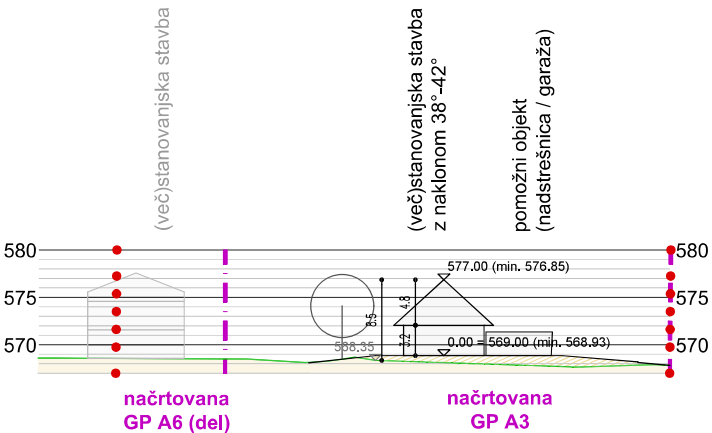 (več)stanovanjska stavba
(več)stanovanjska stavba
z naklonom 38°-42°
pomožni objekt
(nadstrešnica / garaža)
580
580
577.00 (min. 576.85)
575
575
4.8
8.5
3.2
570
568.35
0.00 = 569.00 (min. 568.93)
570
načrtovana
GP A6 (del)
načrtovana
GP A3